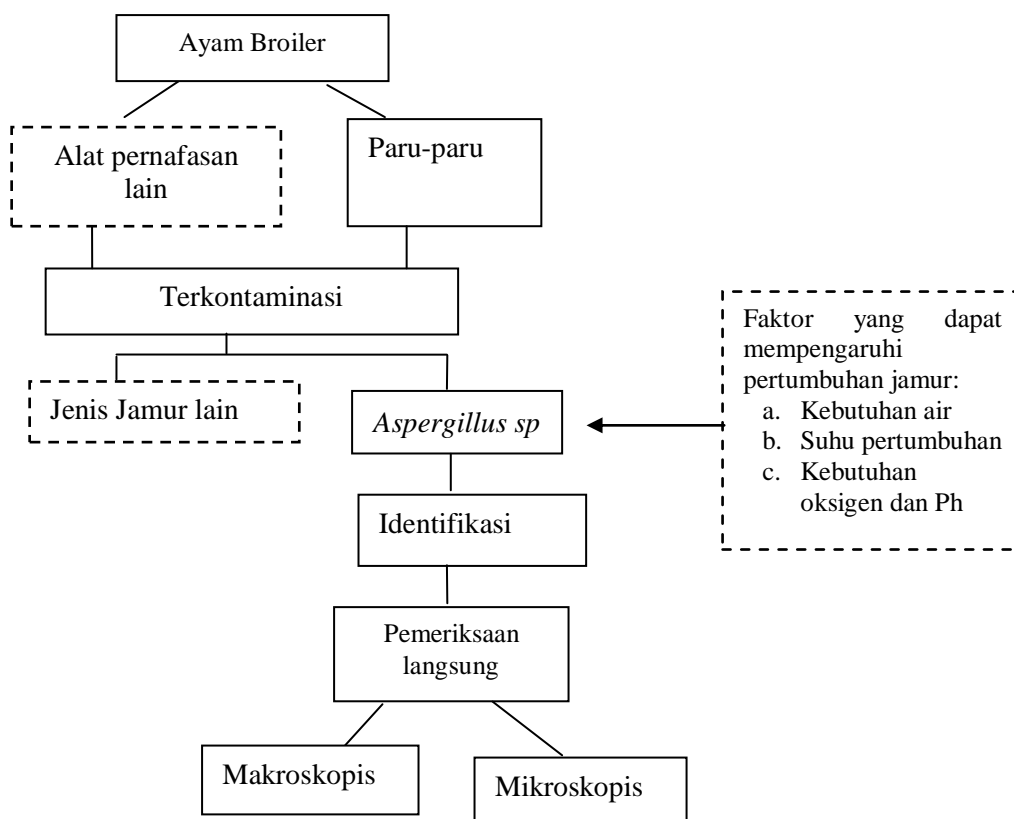 Ayam Broiler
Alat pernafasan
lain
Paru-paru
Terkontaminasi
Jenis Jamur lain
Aspergillus sp
Faktor yang dapat
mempengaruhi
pertumbuhan jamur:
a. Kebutuhan air
b. Suhu pertumbuhan
c. Kebutuhan
oksigen dan Ph
Identifikasi
Pemeriksaan
langsung
Makroskopis
Mikroskopis